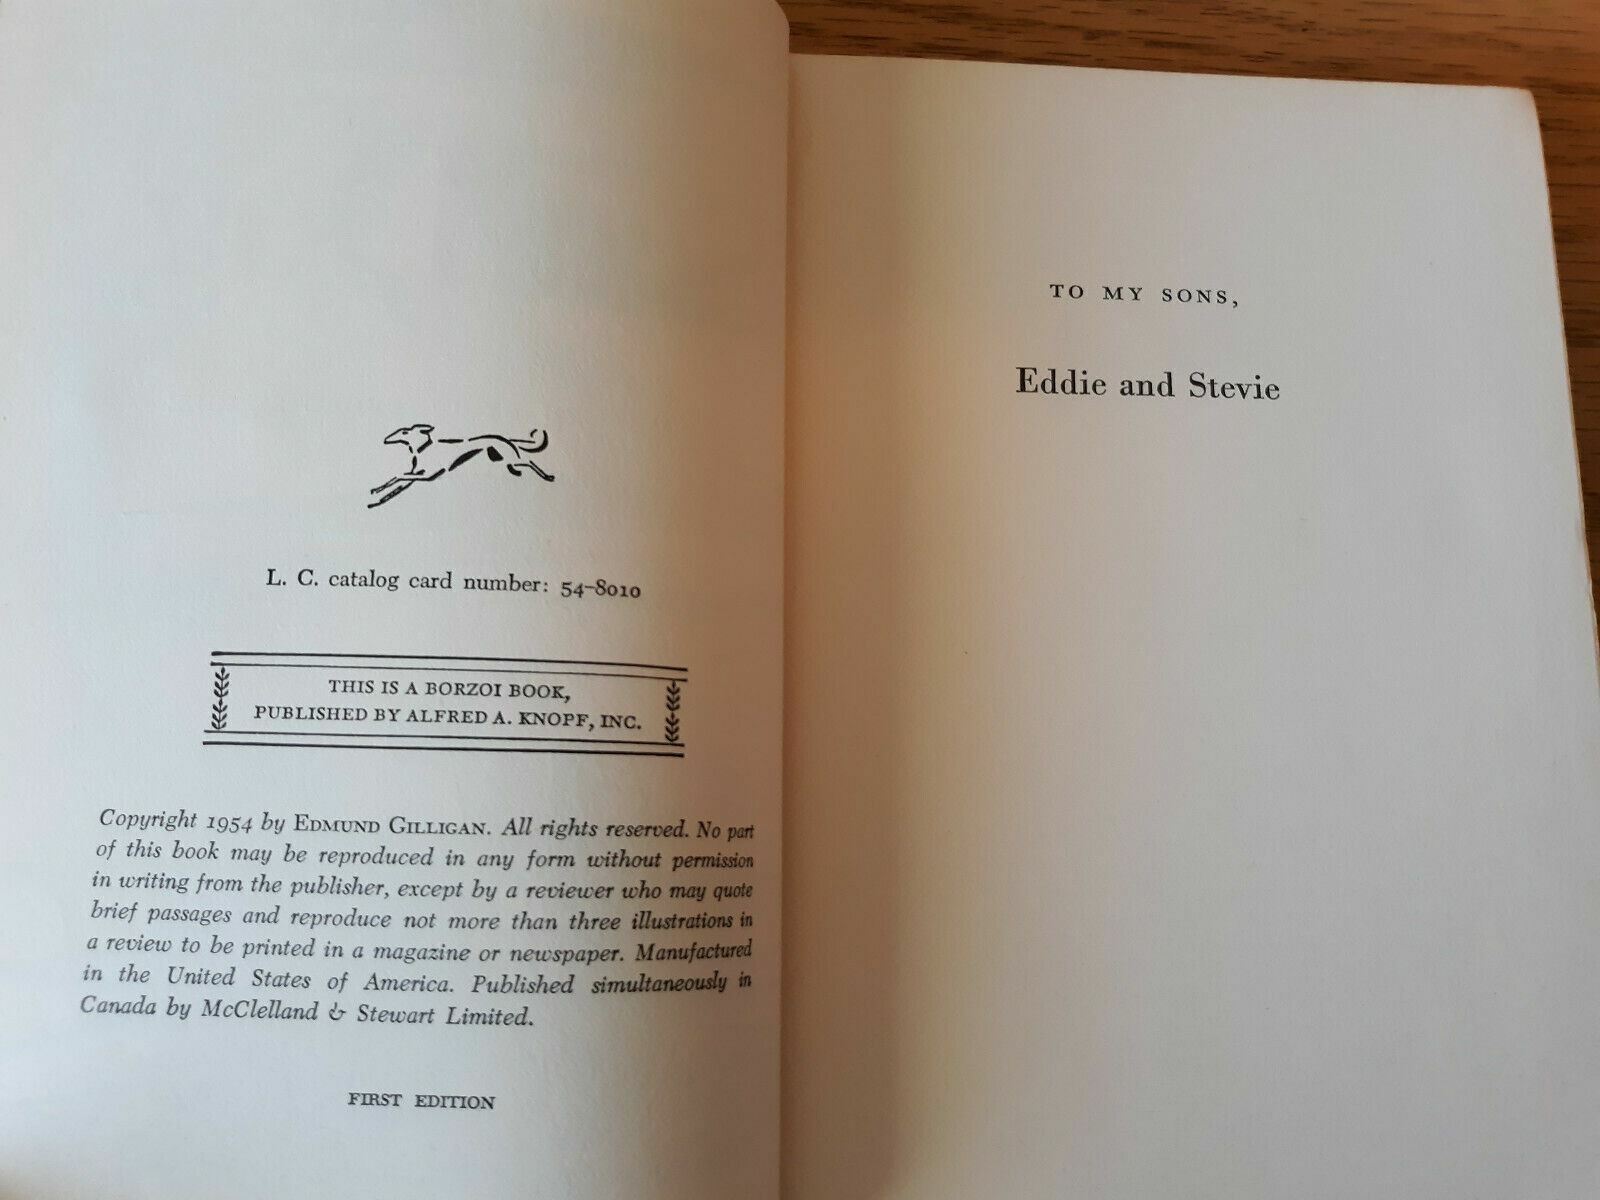 L. C. catalog card number: 54–8010
THIS IS A BORZOI BOOK,
PUBLISHED BY ALFRED A. KNOPF, INC.
Copyright 1954 by EDMUND GILLIGAN. All rights reserved. No part
of this book may be reproduced in any form without permission
in writing from the publisher, except by a reviewer who may quote
brief passages and reproduce not more than three illustrations in
a review to be printed in a magazine or newspaper. Manufactured
in the United States of America. Published simultaneously in
Canada by McClelland & Stewart Limited.
FIRST EDITION
TO MY SONS,
Eddie and Stevie